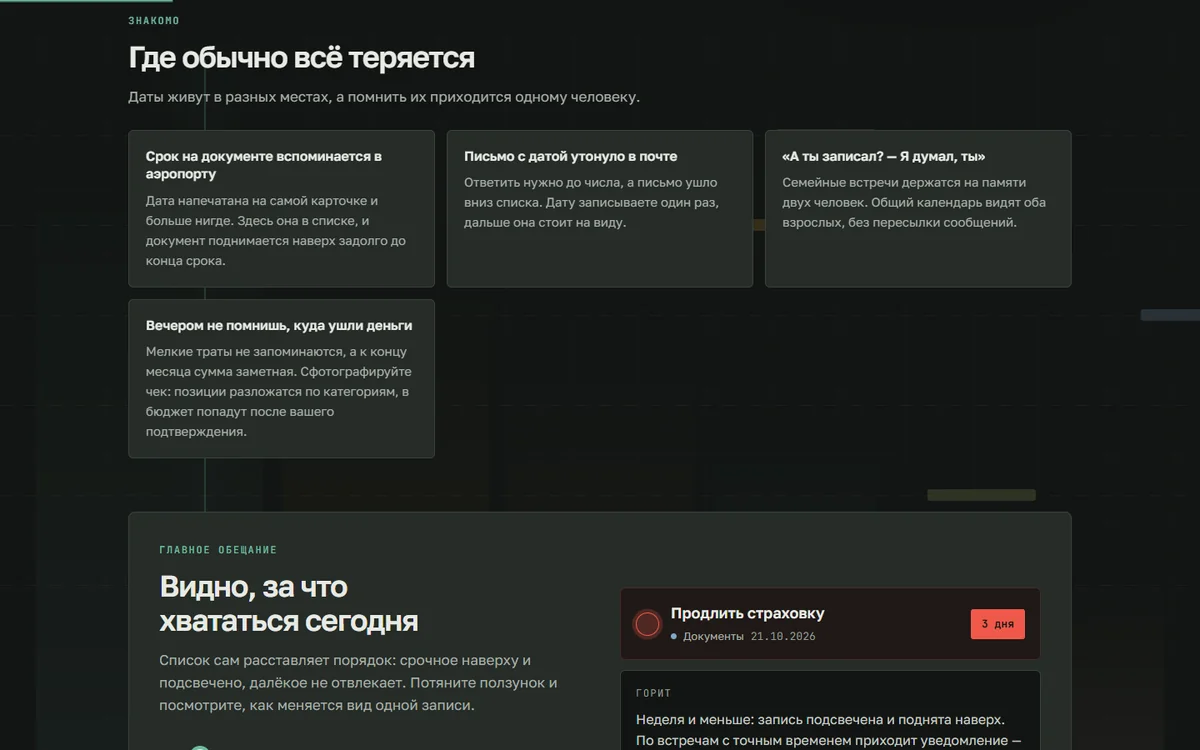 ЗНАКОМО
Где обычно всё теряется
Даты живут в разных местах, а помнить их приходится одному человеку.
Срок на документе вспоминается в
аэропорту
Дата напечатана на самой карточке и
больше нигде. Здесь она в списке, и
документ поднимается наверх задолго до
конца срока.
Письмо с датой утонуло в почте
Ответить нужно до числа, а письмо ушло
вниз списка. Дату записываете один раз,
дальше она стоит на виду.
«А ты записал? — Я думал, ты»
Семейные встречи держатся на памяти
двух человек. Общий календарь видят оба
взрослых, без пересылки сообщений.
Вечером не помнишь, куда ушли деньги
Мелкие траты не запоминаются, а к концу
месяца сумма заметная. Сфотографируйте
чек: позиции разложатся по категориям, в
бюджет попадут после вашего
подтверждения.
ГЛАВНОЕ ОБЕЩАНИЕ
Видно, за что
хвататься сегодня
Список сам расставляет порядок: срочное наверху и
подсвечено, далёкое не отвлекает. Потяните ползунок и
посмотрите, как меняется вид одной записи.
Продлить страховку
Документы 21.10.2026
3 дня
ГОРИТ
Неделя и меньше: запись подсвечена и поднята наверх.
По встречам с точным временем приходит уведомление —